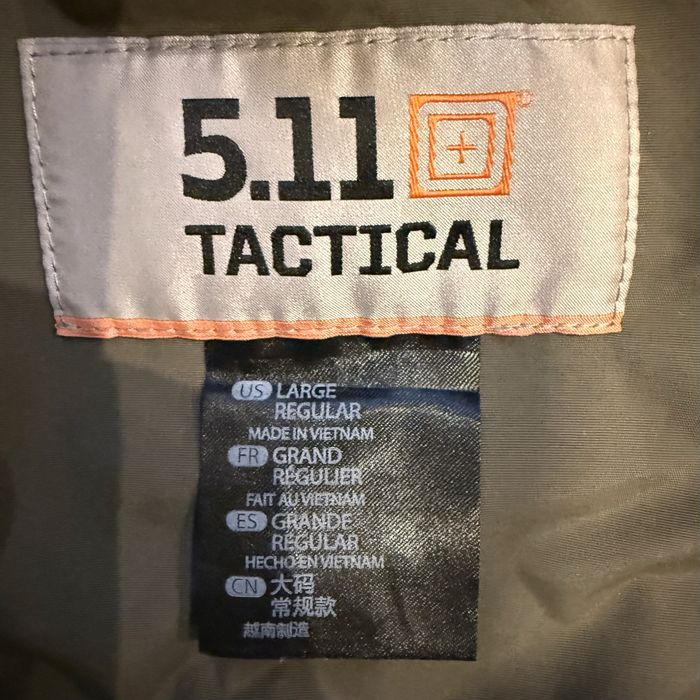 5.11
TACTICAL
US LARGE
REGULAR
MADE IN VIETNAM
FR GRAND
RÉGULIER
FAIT AU VIETNAM
ES GRANDE
REGULAR
HECHO EN VIETNAM
CN 大码
常规款
越南制造